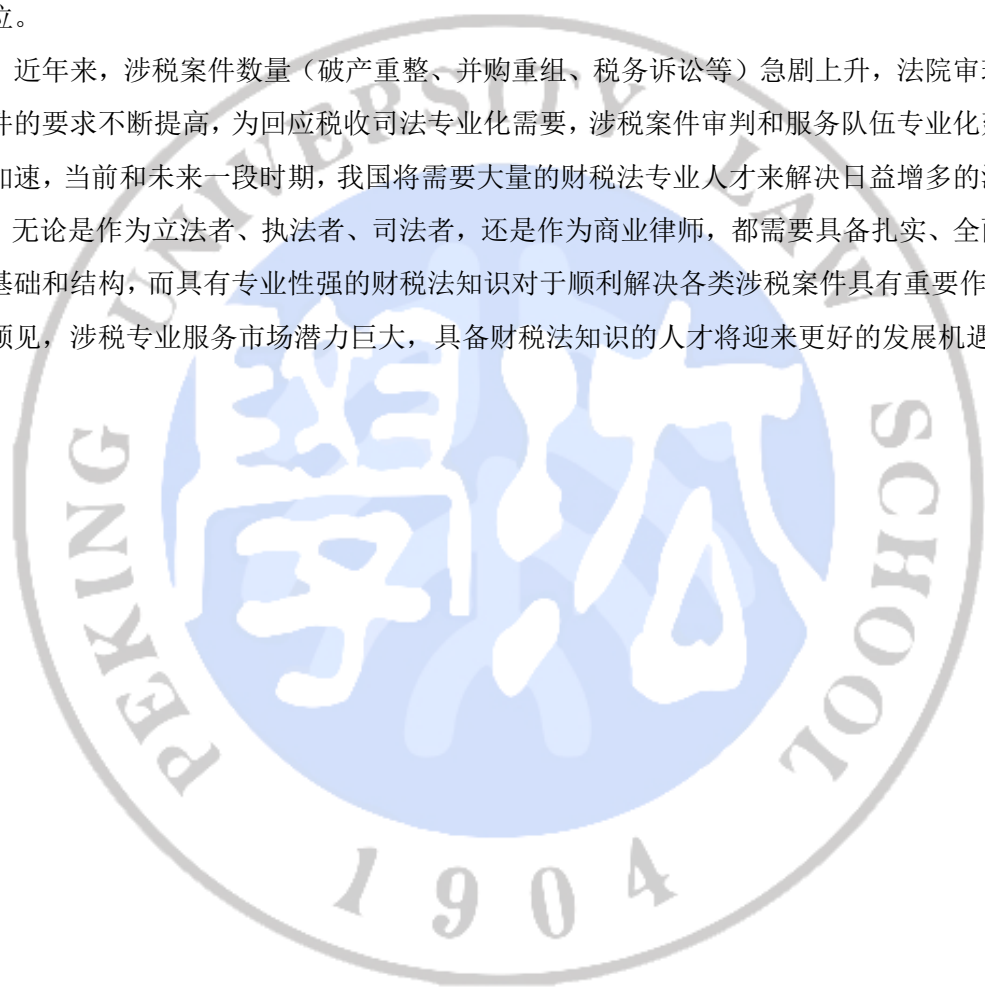 位。
近年来，涉税案件数量（破产重整、并购重组、税务诉讼等）急剧上升，法院审
件的要求不断提高，为回应税收司法专业化需要，涉税案件审判和服务队伍专业化
加速，当前和未来一段时期，我国将需要大量的财税法专业人才来解决日益增多的
无论是作为立法者、执法者、司法者，还是作为商业律师，都需要具备扎实、全
基础和结构，而具有专业性强的财税法知识对于顺利解决各类涉税案件具有重要作
预见，涉税专业服务市场潜力巨大，具备财税法知识的人才将迎来更好的发展机遇
PEKING UNIVERSITY LAW SCHOOL
學法
1904